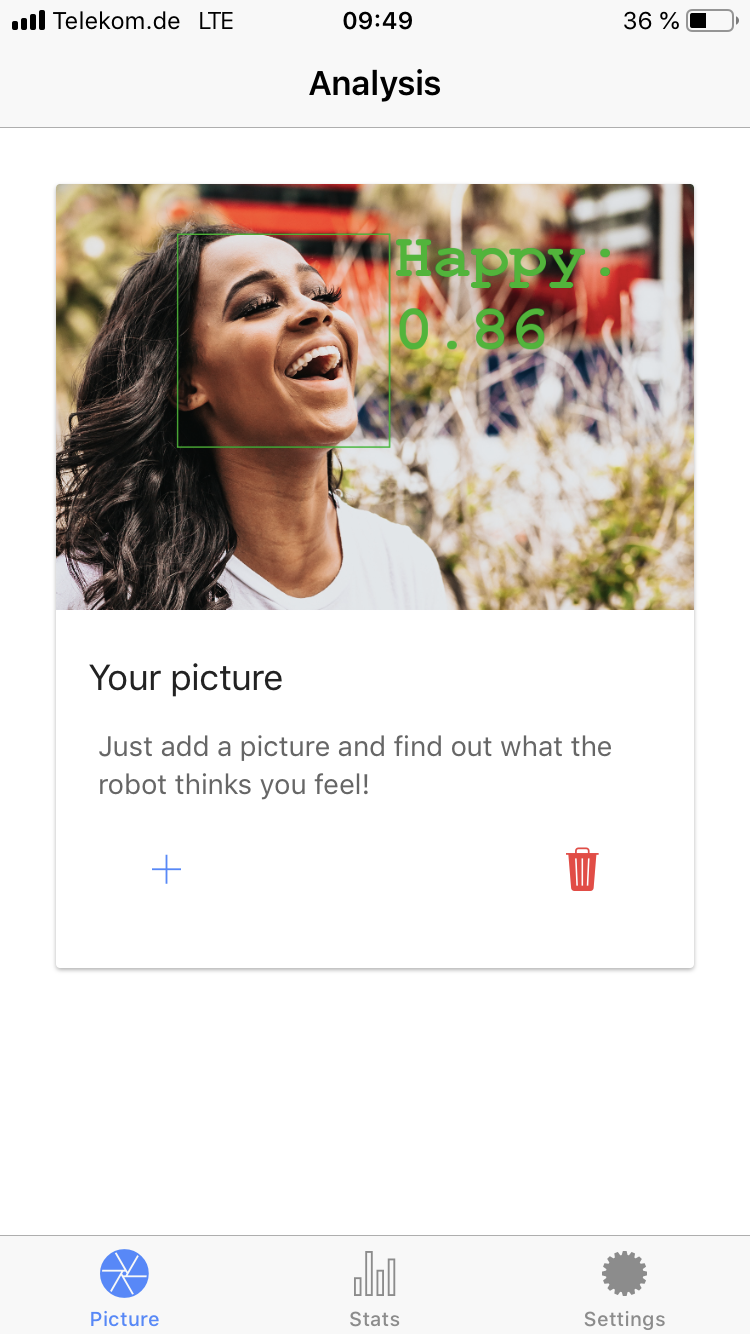 Telekom.de LTE 09:49 36 %
Analysis
Happy:
0.86
Your picture
Just add a picture and find out what the
robot thinks you feel!
Picture Stats Settings